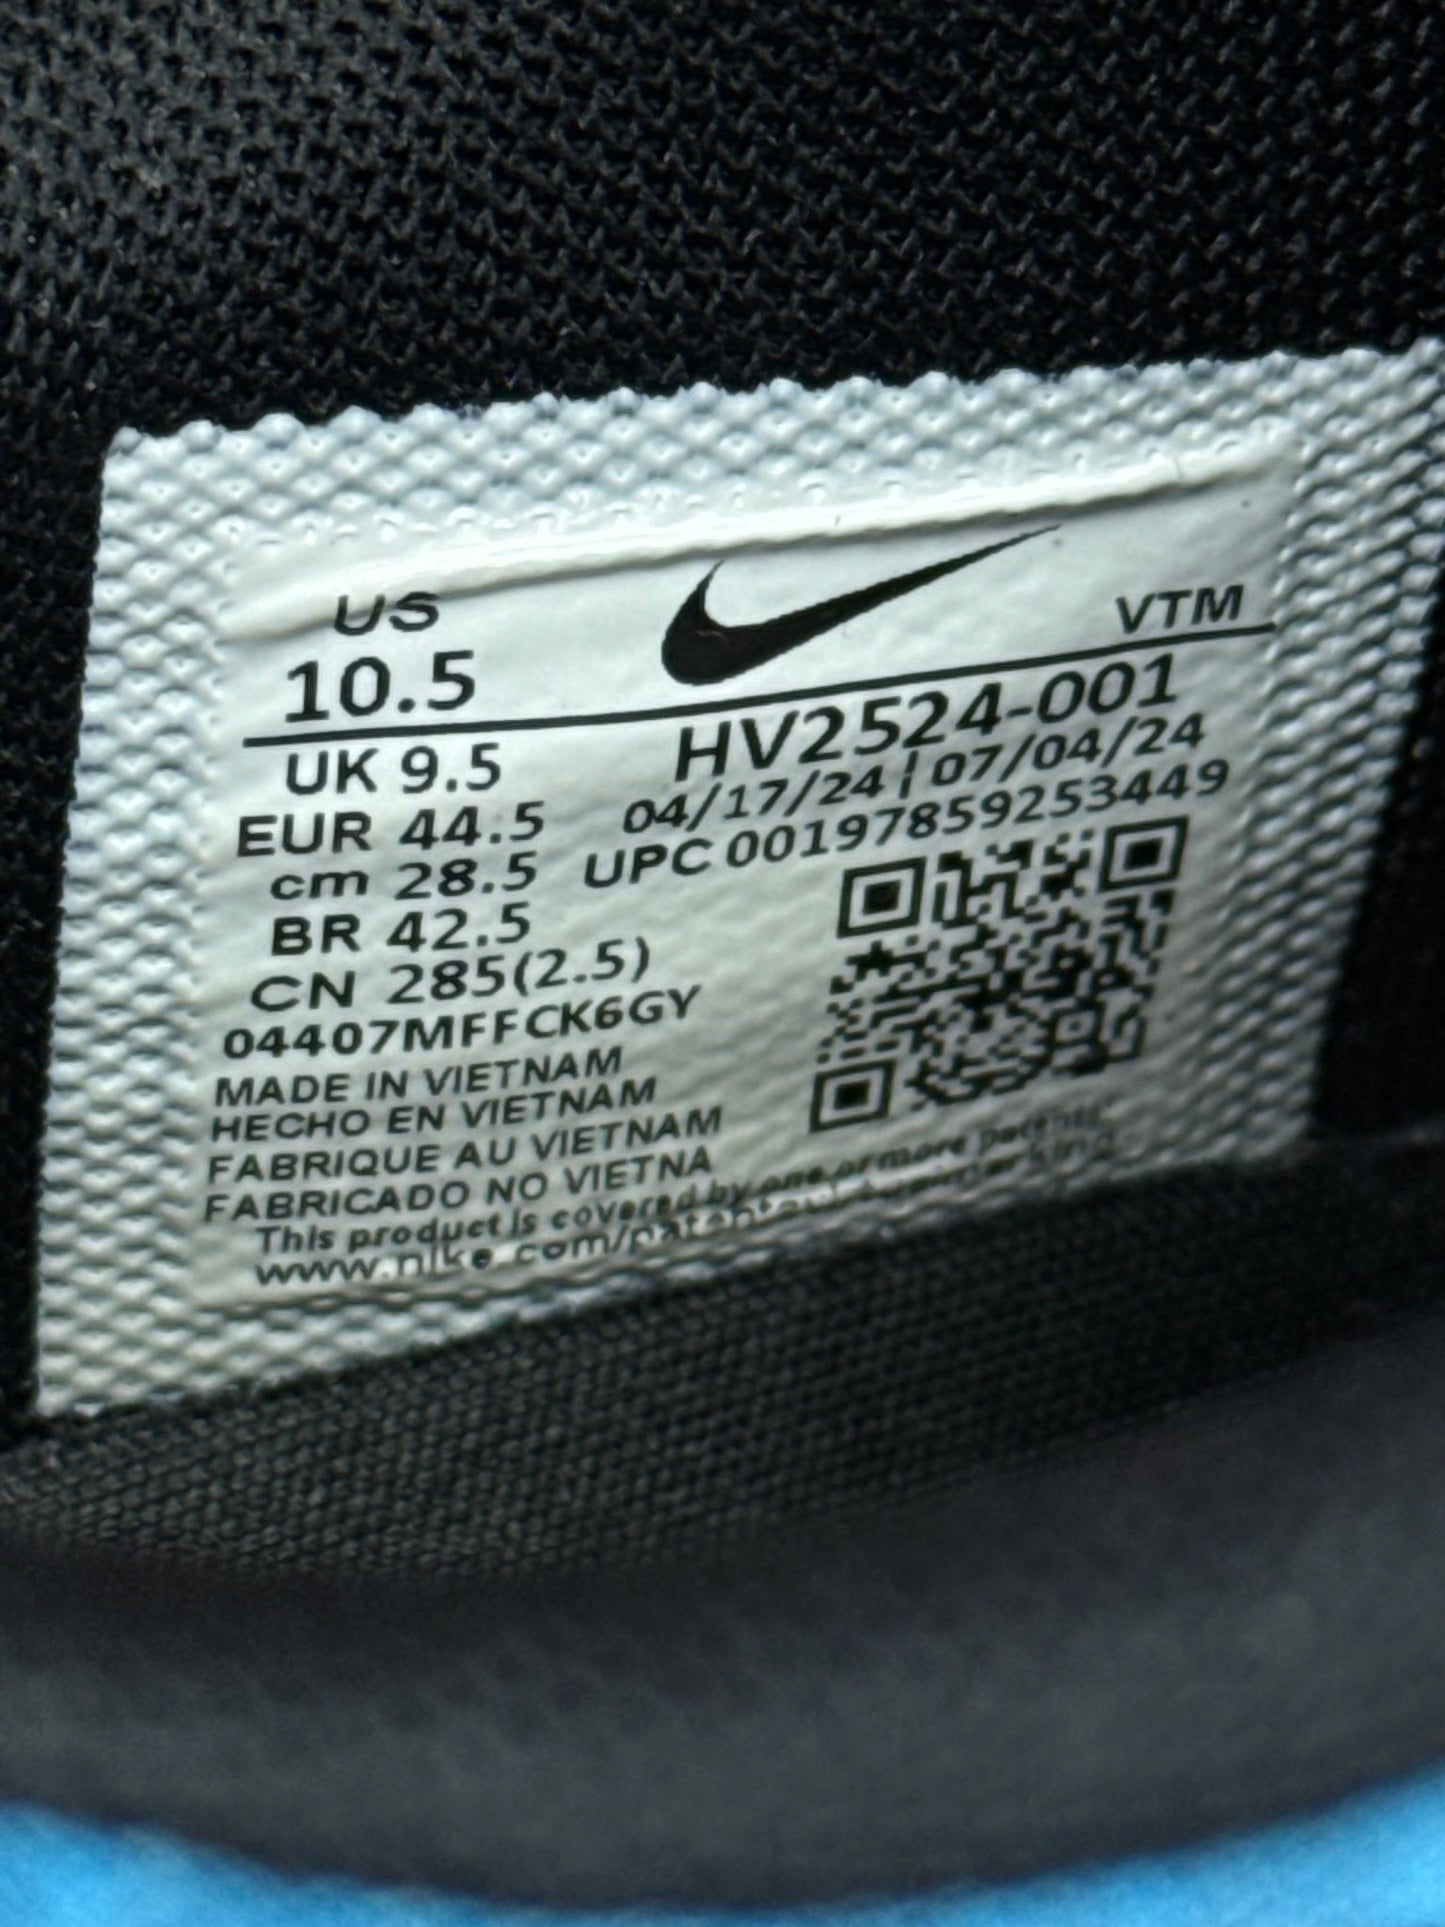 US
10.5
VTM
UK 9.5
HV2524-001
EUR 44.5
04/17/24 | 07/04/24
cm 28.5
UPC 00197859253449
BR 42.5
CN 285(2.5)
04407MFFCK6GY
MADE IN VIETNAM
HECHO EN VIETNAM
FABRIQUE AU VIETNAM
FABRICADO NO VIETNA
This product is covered by one or more
www.nike.com/patents